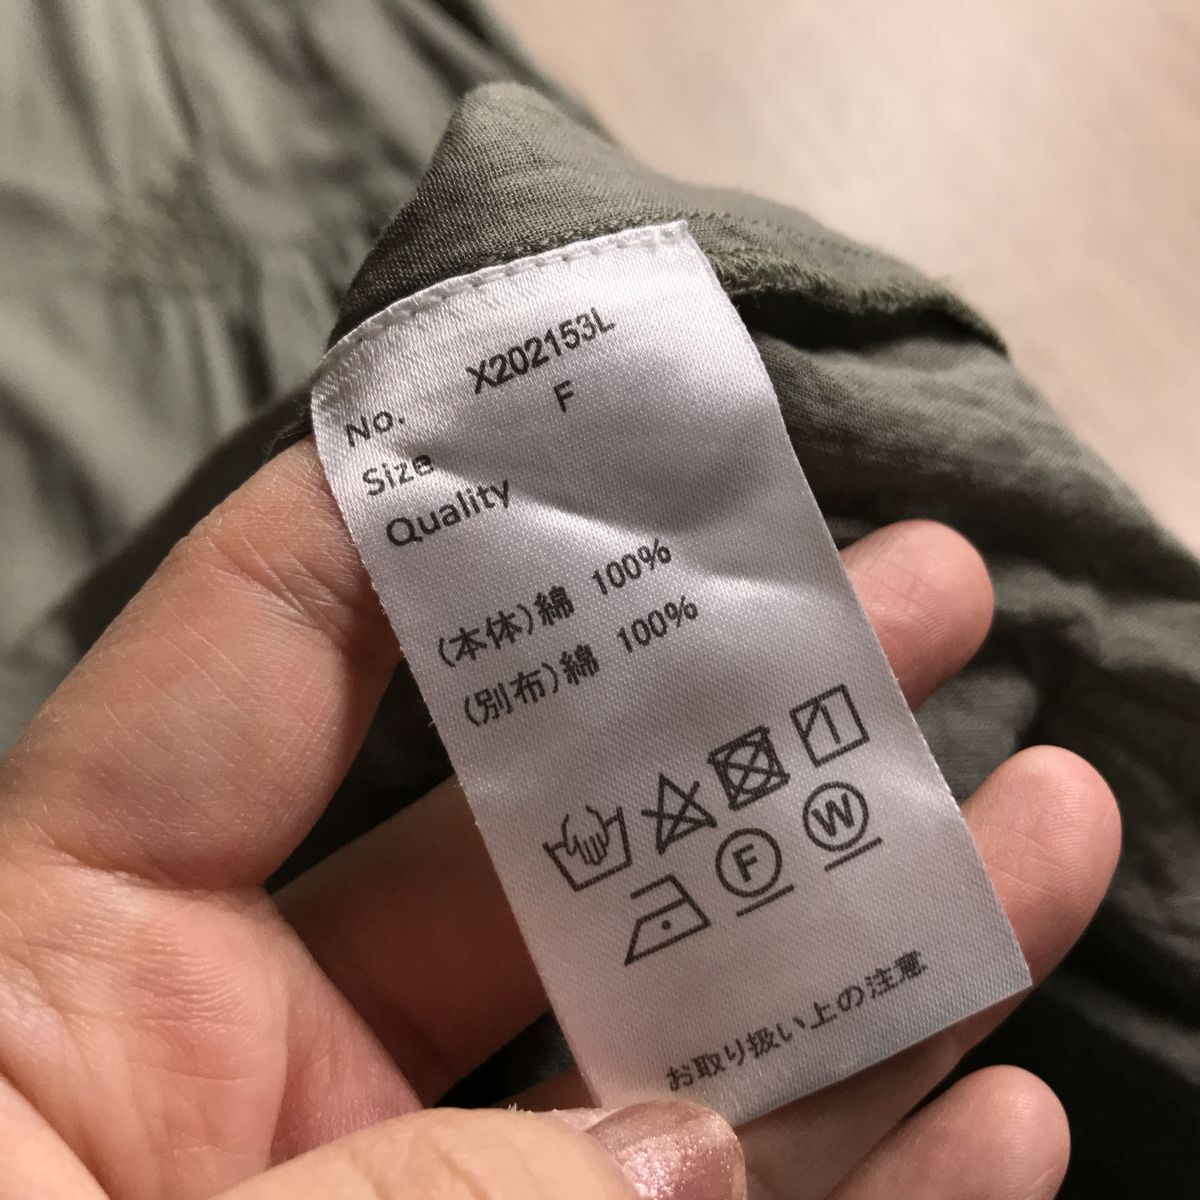 No. X202153L
Size F
Quality
(本体)綿 100%
(別布)綿 100%
F W
お取り扱い上の注意